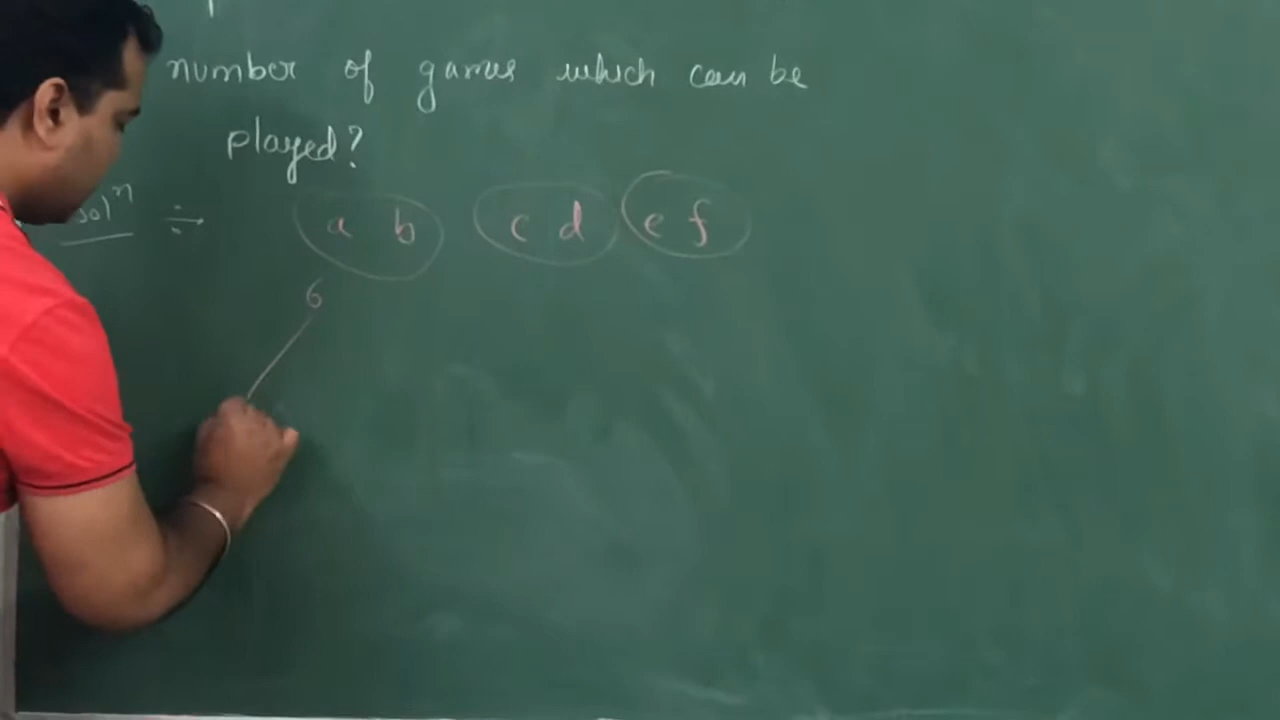 number of games which can be
played?
solⁿ ÷
a b c d e f
6